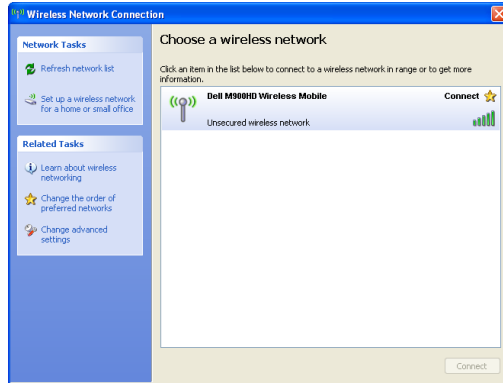 Wireless Network Connection
Network Tasks
Refresh network list
Set up a wireless network
for a home or small office
Related Tasks
Learn about wireless
networking
Change the order of
preferred networks
Change advanced
settings
Choose a wireless network
Click an item in the list below to connect to a wireless network in range or to get more
information.
Dell M900HD Wireless Mobile
Connect
Unsecured wireless network
Connect